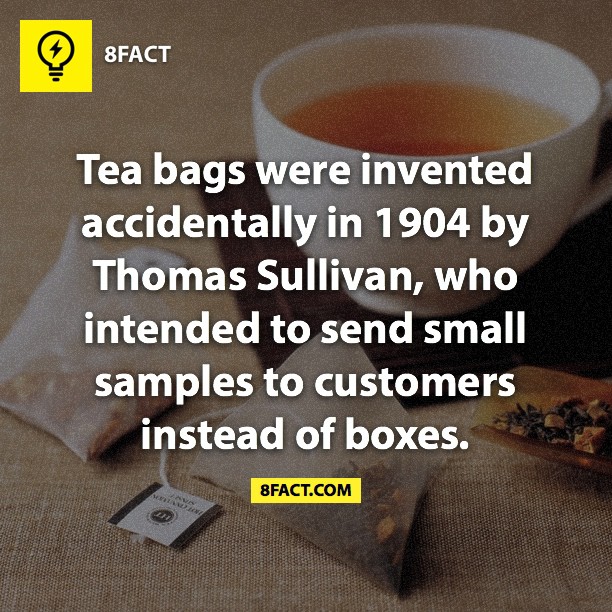 8FACT
Tea bags were invented
accidentally in 1904 by
Thomas Sullivan, who
intended to send small
samples to customers
instead of boxes.
8FACT.COM